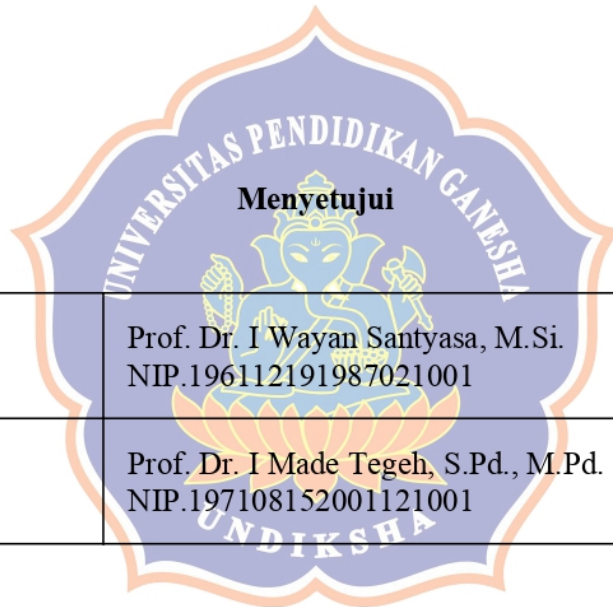 UNIVERSITAS PENDIDIKAN GANESHA
Menyetujui
Prof. Dr. I Wayan Santyasa, M.Si.
NIP.196112191987021001
Prof. Dr. I Made Tegeh, S.Pd., M.Pd.
NIP.197108152001121001
UNDIKSHA